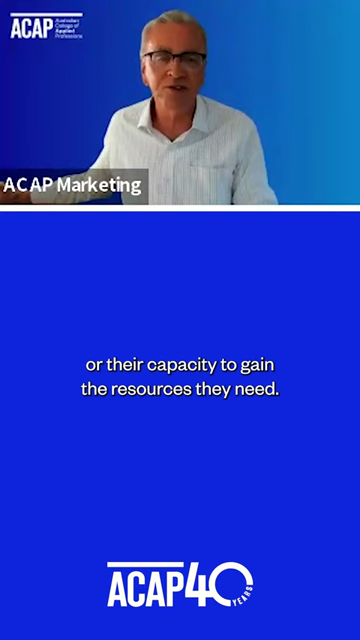 ACAP
Australian
College of
Applied
Professions
ACAP Marketing
or their capacity to gain
the resources they need.
ACAP40
YEARS